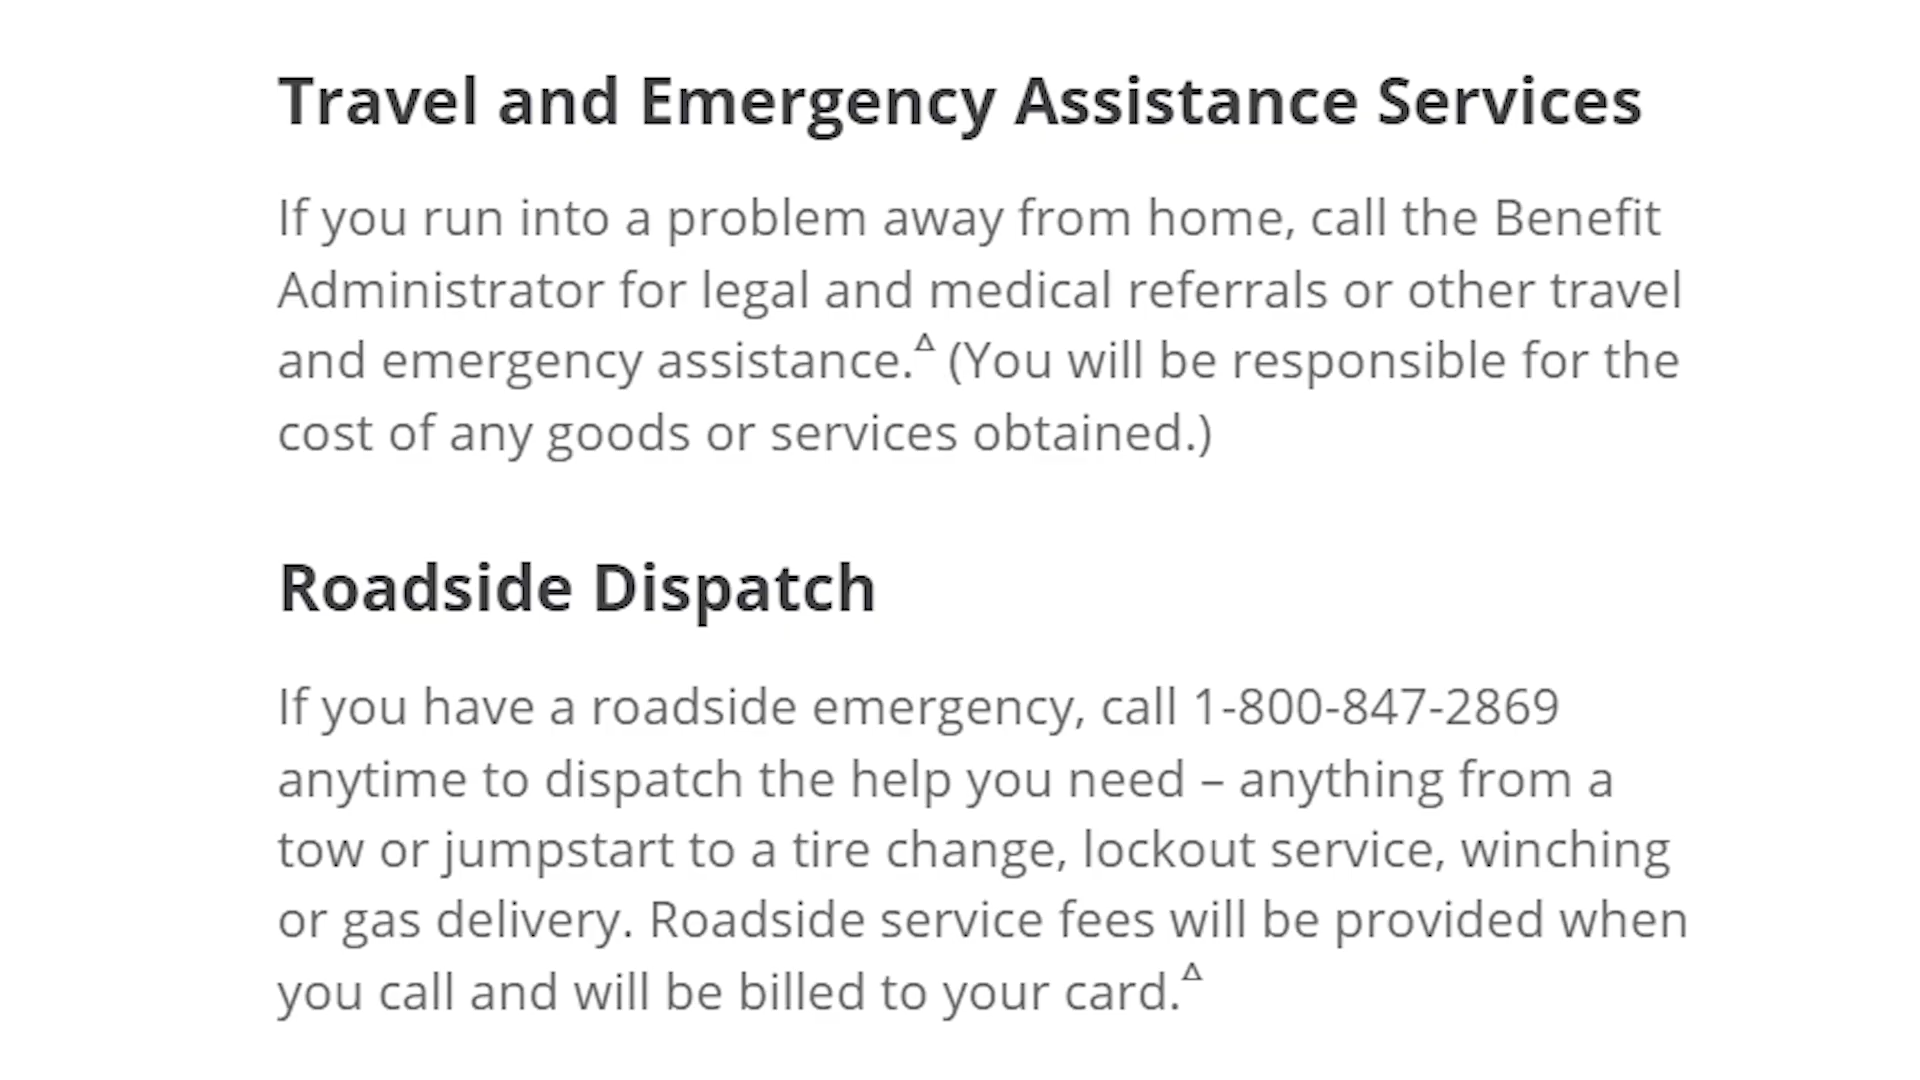 Travel and Emergency Assistance Services
If you run into a problem away from home, call the Benefit
Administrator for legal and medical referrals or other travel
and emergency assistance.Δ (You will be responsible for the
cost of any goods or services obtained.)
Roadside Dispatch
If you have a roadside emergency, call 1-800-847-2869
anytime to dispatch the help you need – anything from a
tow or jumpstart to a tire change, lockout service, winching
or gas delivery. Roadside service fees will be provided when
you call and will be billed to your card.Δ